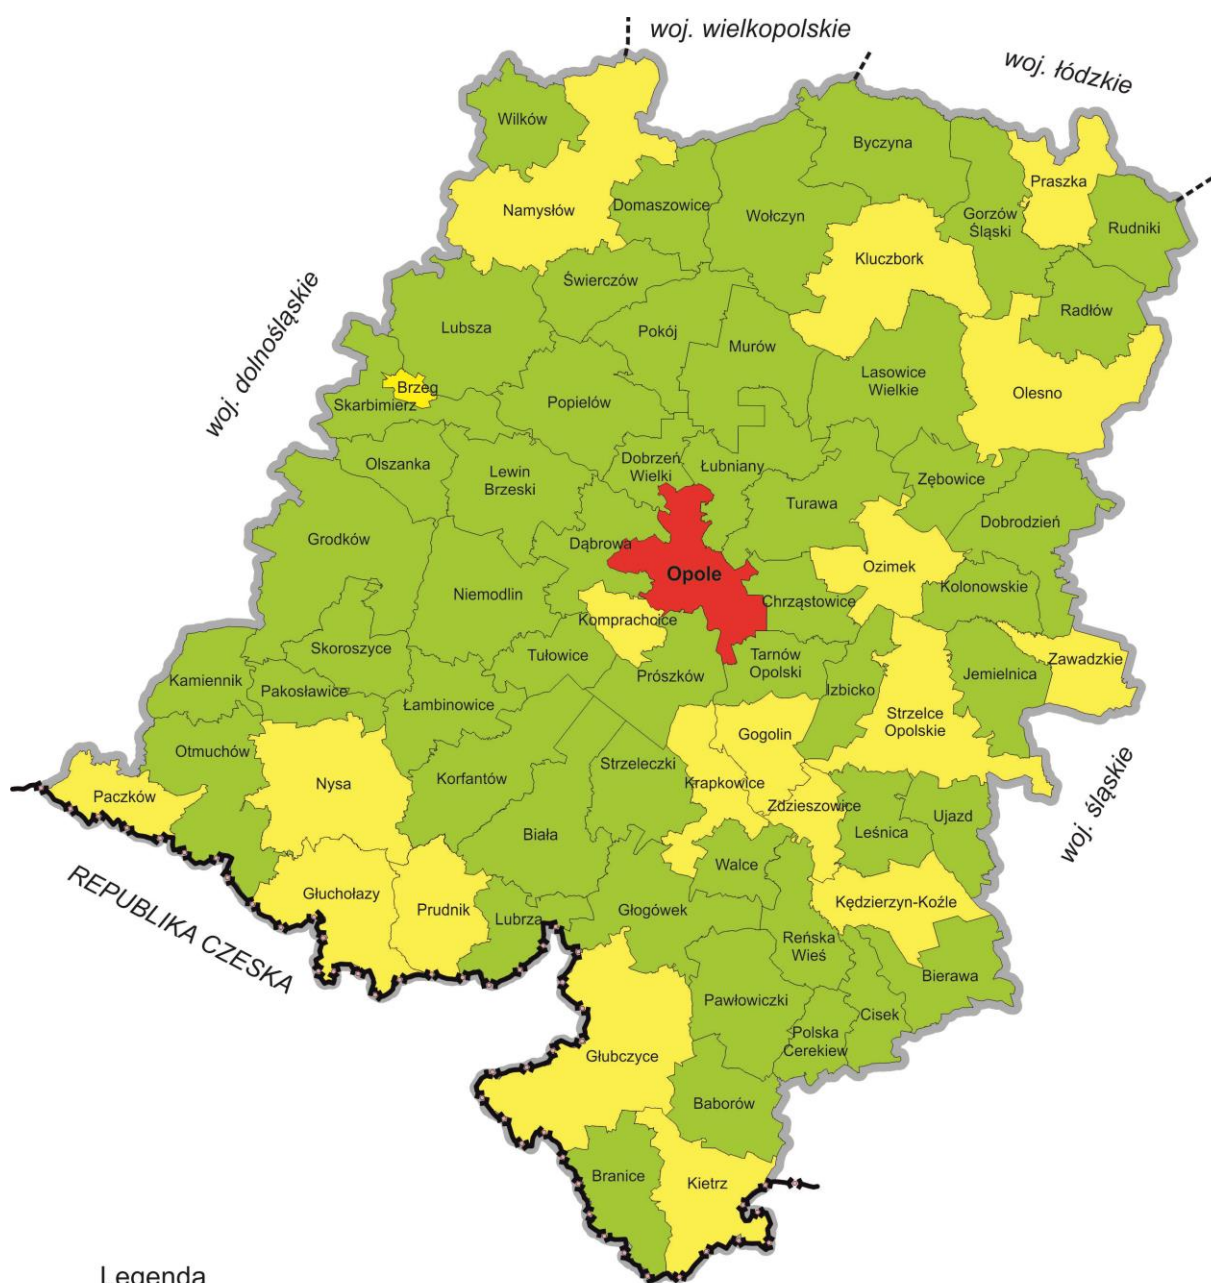 woj. wielkopolskie
woj. łódzkie
Wilków
Byczyna
Praszka
Namysłów
Domaszowice
Wołczyn
Gorzów
Śląski
Rudniki
Kluczbork
Świerczów
Radłów
Lubsza
Pokój
Murów
woj. dolnośląskie
Lasowice
Wielkie
Brzeg
Olesno
Skarbimierz
Popielów
Olszanka
Lewin
Brzeski
Dobrzeń
Wielki
Łubniany
Zębowice
Turawa
Dobrodzień
Grodków
Dąbrowa
Ozimek
Opole
Niemodlin
Kolonowskie
Chrząstowice
Komprachcice
Skoroszyce
Tułowice
Tarnów
Opolski
Zawadzkie
Prószków
Jemielnica
Kamiennik
Pakosławice
Izbicko
Łambinowice
Strzelce
Opolskie
Gogolin
Otmuchów
Strzeleczki
Korfantów
Nysa
Krapkowice
Paczków
Zdzieszowice
woj. śląskie
Ujazd
Leśnica
Biała
Walce
Głuchołazy
Kędzierzyn-Koźle
Prudnik
Głogówek
Lubrza
REPUBLIKA CZESKA
Reńska
Wieś
Bierawa
Pawłowiczki
Cisek
Polska
Cerekiew
Głubczyce
Baborów
Branice
Kietrz
Legenda